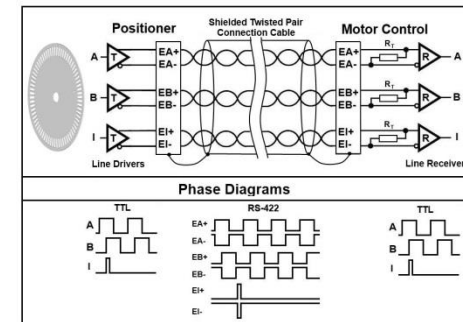 Positioner
Shielded Twisted Pair
Connection Cable
Motor Control
A
T
EA+
EA-
EA+
EA-
RT
R
A
B
T
EB+
EB-
EB+
EB-
RT
R
B
I
T
EI+
EI-
EI+
EI-
RT
R
I
Line Drivers
Line Receiver
Phase Diagrams
TTL
RS-422
TTL
A
B
I
EA+
EA-
EB+
EB-
EI+
EI-
A
B
I